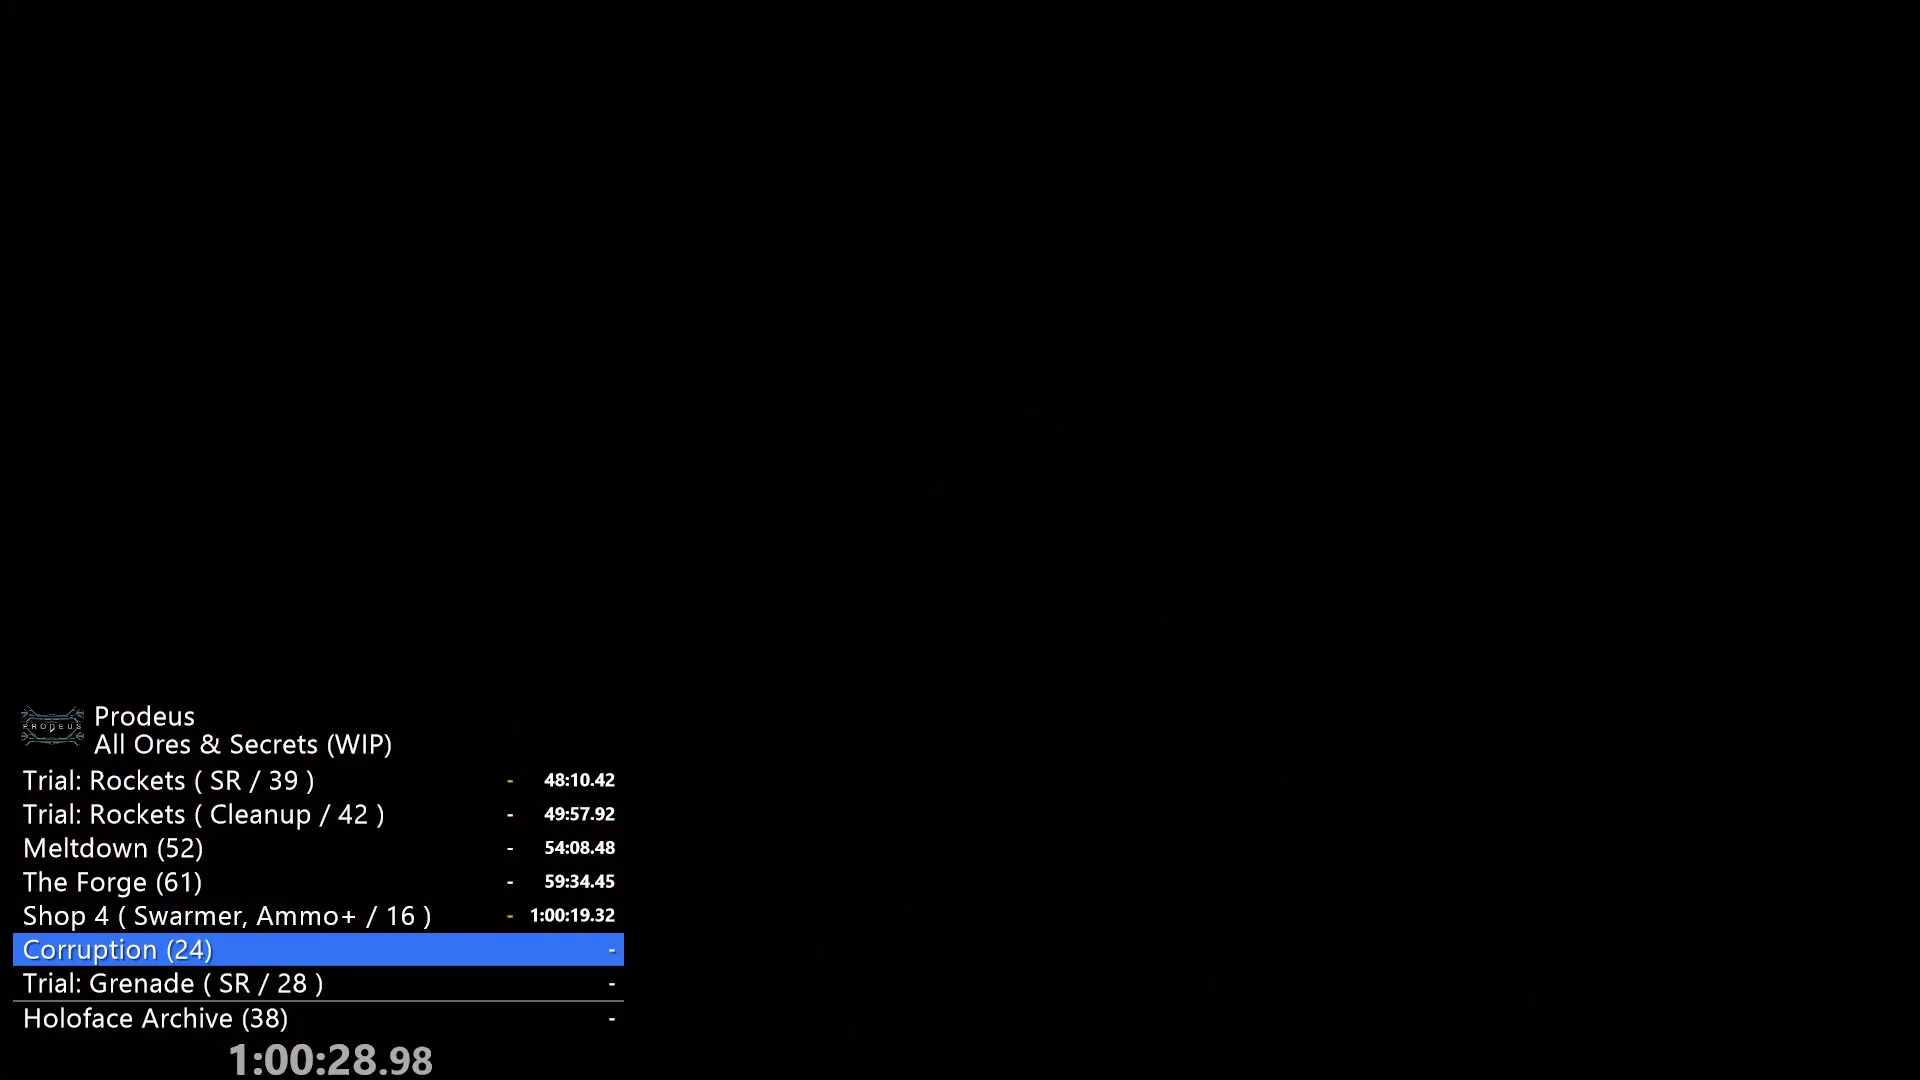 PRODEUS
Prodeus
All Ores & Secrets (WIP)
Trial: Rockets ( SR / 39 ) - 48:10.42
Trial: Rockets ( Cleanup / 42 ) - 49:57.92
Meltdown (52) - 54:08.48
The Forge (61) - 59:34.45
Shop 4 ( Swarmer, Ammo+ / 16 ) - 1:00:19.32
Corruption (24) -
Trial: Grenade ( SR / 28 ) -
Holoface Archive (38) -
1:00:28.98